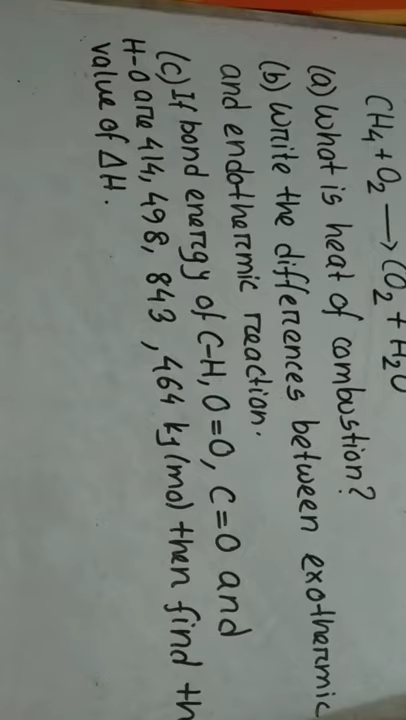 CH4 + O2 → CO2 + H2O
(a) What is heat of combustion?
(b) Write the differences between exothermic
and endothermic reaction.
(c) If bond energy of C-H, O=O, C=O and
H-O are 414, 498, 843, 464 kJ(mol) then find th
value of ΔH.